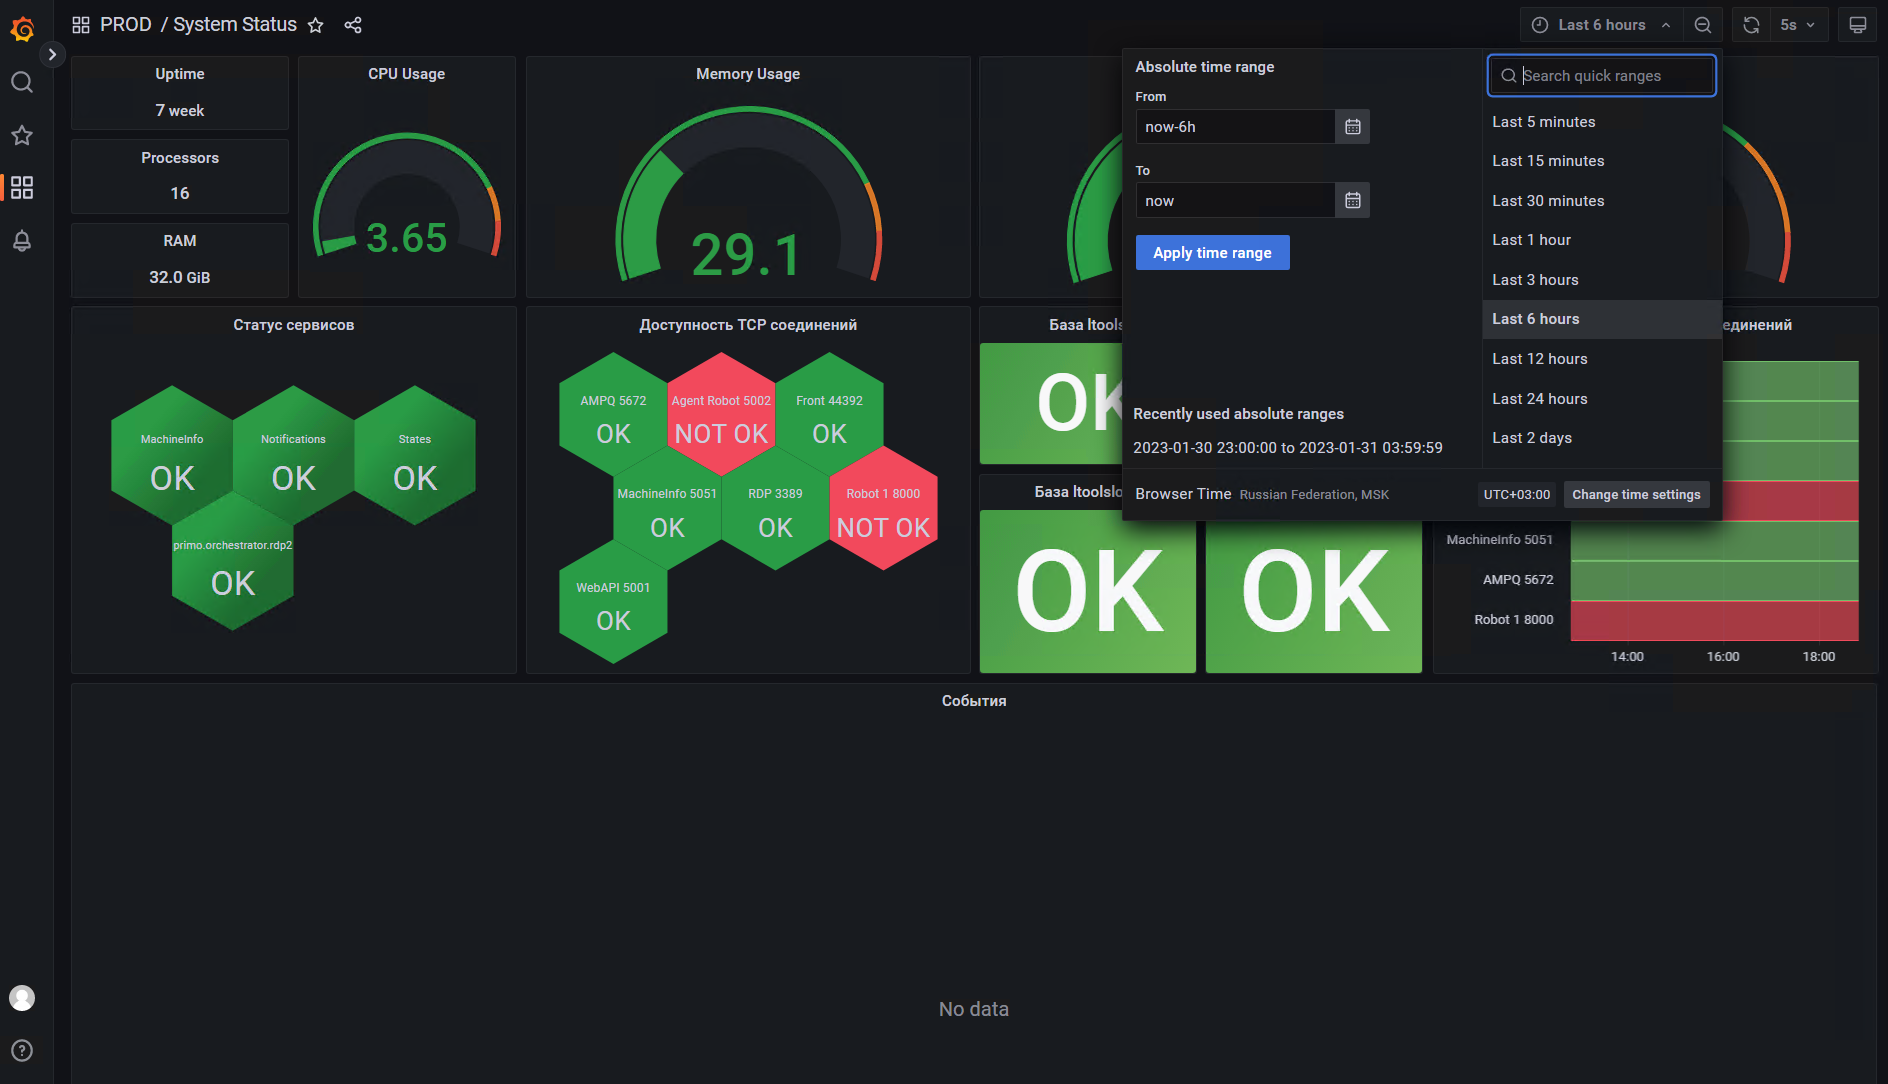 PROD / System Status
Last 6 hours
5s
Uptime
7 week
Processors
16
RAM
32.0 GiB
CPU Usage
3.65
Memory Usage
29.1
Absolute time range
From
now-6h
To
now
Apply time range
Recently used absolute ranges
2023-01-30 23:00:00 to 2023-01-31 03:59:59
Search quick ranges
Last 5 minutes
Last 15 minutes
Last 30 minutes
Last 1 hour
Last 3 hours
Last 6 hours
Last 12 hours
Last 24 hours
Last 2 days
Browser Time Russian Federation, MSK
UTC+03:00
Change time settings
Статус сервисов
MachineInfo
OK
Notifications
OK
States
OK
primo.orchestrator.rdp2
OK
Доступность TCP соединений
AMPQ 5672
OK
Agent Robot 5002
NOT OK
Front 44392
OK
MachineInfo 5051
OK
RDP 3389
OK
Robot 1 8000
NOT OK
WebAPI 5001
OK
База ltools
OK
База ltoolslo
OK
OK
единений
MachineInfo 5051
AMPQ 5672
Robot 1 8000
14:00
16:00
18:00
События
No data